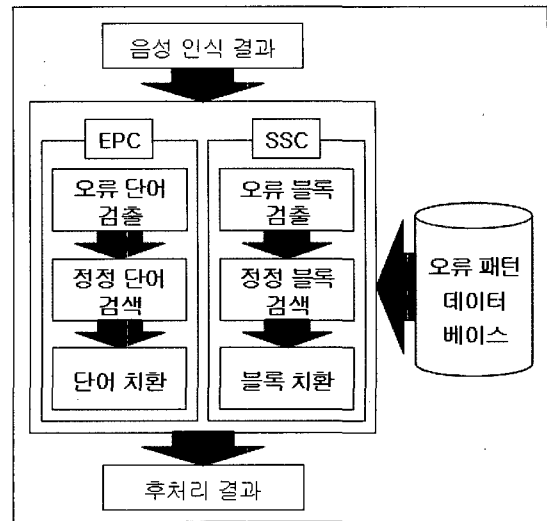 음성 인식 결과
EPC
오류 단어
검출
정정 단어
검색
단어 치환
SSC
오류 블록
검출
정정 블록
검색
블록 치환
오류 패턴
데이터
베이스
후처리 결과